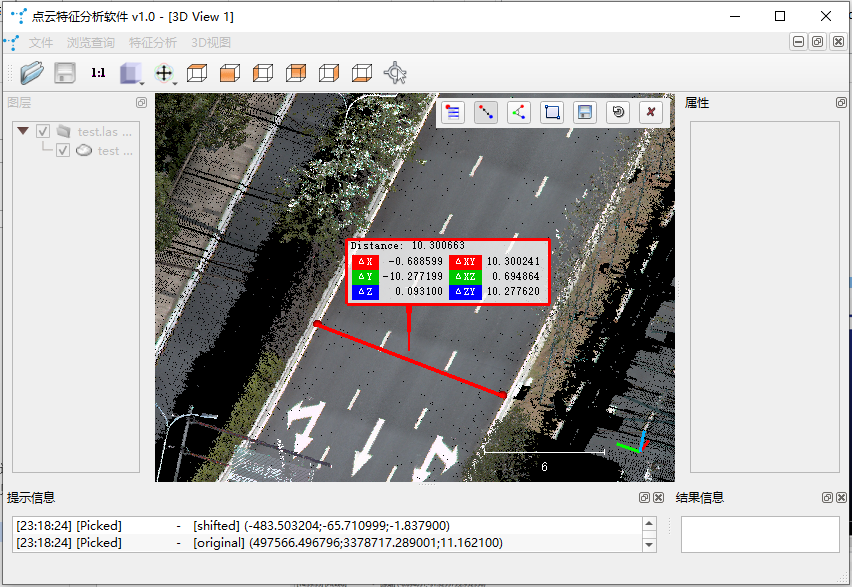 点云特征分析软件 v1.0 - [3D View 1]
文件 浏览查询 特征分析 3D视图
1:1
图层
属性
test.las ...
test ...
Distance: 10.300663
ΔX -0.688599 ΔXY 10.300241
ΔY -10.277199 ΔXZ 0.694864
ΔZ 0.093100 ΔZY 10.277620
6
提示信息
结果信息
[23:18:24] [Picked] - [shifted] (-483.503204;-65.710999;-1.837900)
[23:18:24] [Picked] - [original] (497566.496796;3378717.289001;11.162100)